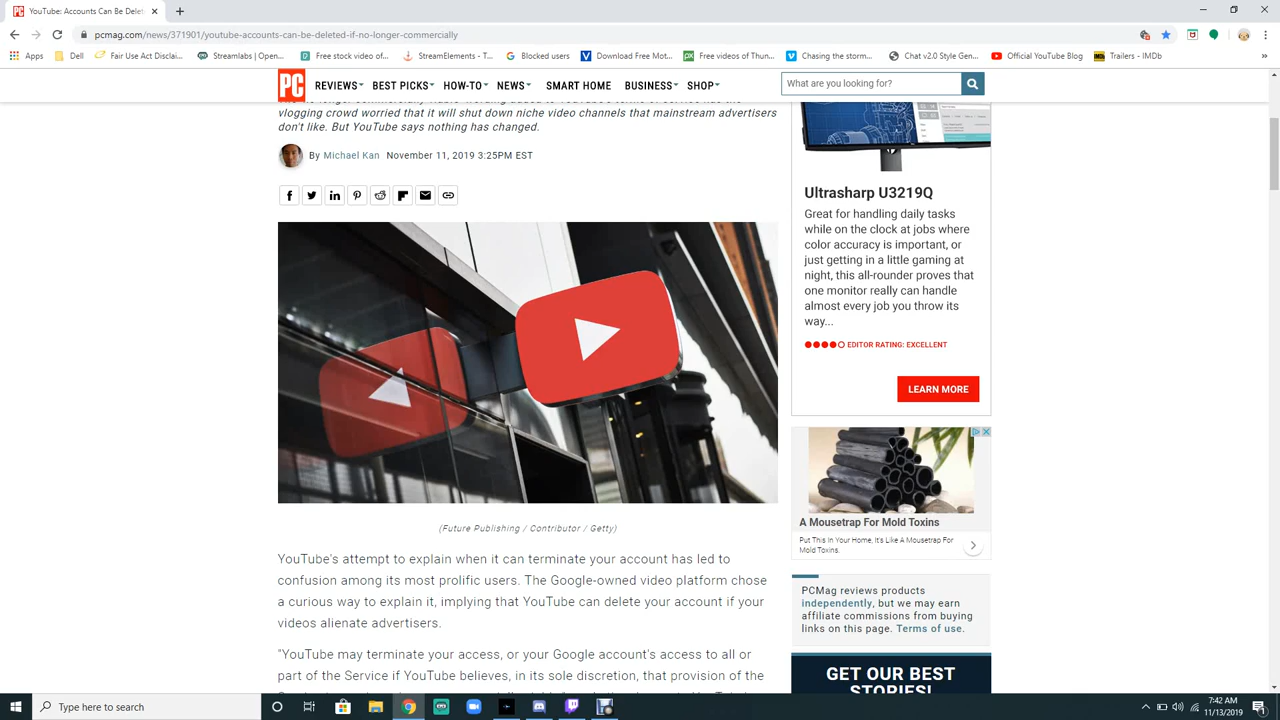 YouTube: Accounts Can Be Delet
pcmag.com/news/371901/youtube-accounts-can-be-deleted-if-no-longer-commercially
Apps
Dell
Fair Use Act Discla...
Streamlabs | Open...
Free stock video of...
StreamElements - T...
Blocked users
Download Free Mot...
Free videos of Thun...
Chasing the storm...
Chat v2.0 Style Gen...
Official YouTube Blog
Trailers - IMDb
»
PC
REVIEWS
BEST PICKS
HOW-TO
NEWS
SMART HOME
BUSINESS
SHOP
What are you looking for?
vlogging crowd worried that it will shut down niche video channels that mainstream advertisers
don't like. But YouTube says nothing has changed.
By Michael Kan November 11, 2019 3:25PM EST
(Future Publishing / Contributor / Getty)
YouTube's attempt to explain when it can terminate your account has led to
confusion among its most prolific users. The Google-owned video platform chose
a curious way to explain it, implying that YouTube can delete your account if your
videos alienate advertisers.
"YouTube may terminate your access, or your Google account's access to all or
part of the Service if YouTube believes, in its sole discretion, that provision of the
Ultrasharp U3219Q
Great for handling daily tasks
while on the clock at jobs where
color accuracy is important, or
just getting in a little gaming at
night, this all-rounder proves that
one monitor really can handle
almost every job you throw its
way...
EDITOR RATING: EXCELLENT
LEARN MORE
A Mousetrap For Mold Toxins
Put This In Your Home, It's Like A Mousetrap For
Mold Toxins.
PCMag reviews products
independently, but we may earn
affiliate commissions from buying
links on this page. Terms of use.
GET OUR BEST
STORIES!
Type here to search
7:42 AM
11/13/2019